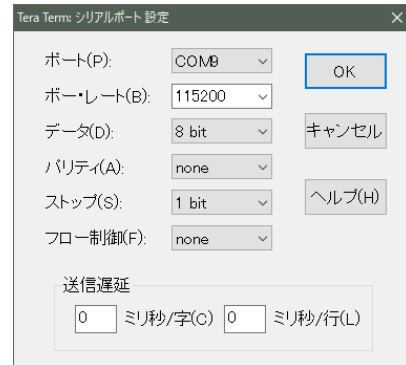 Tera Term: シリアルポート 設定
ポート(P): COM9
OK
ボー・レート(B): 115200
データ(D): 8 bit
キャンセル
パリティ(A): none
ストップ(S): 1 bit
ヘルプ(H)
フロー制御(F): none
送信遅延
0 ミリ秒/字(C) 0 ミリ秒/行(L)